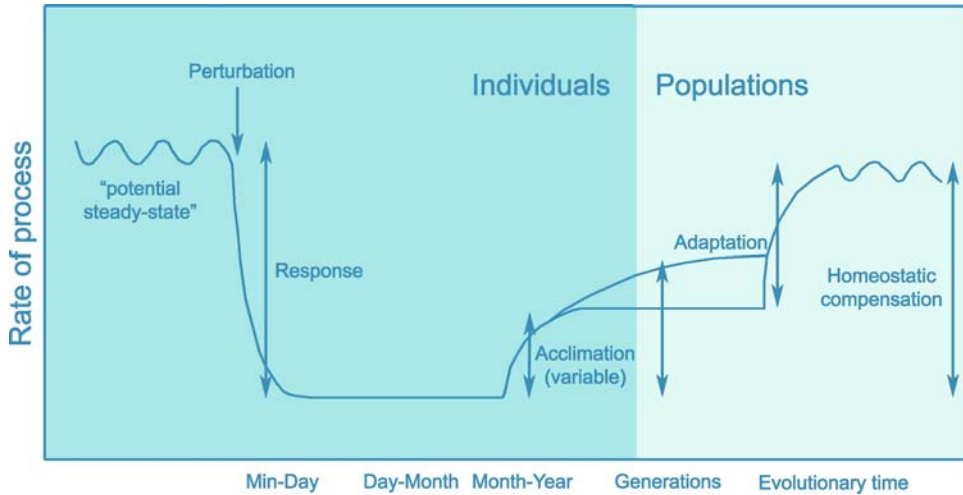 Perturbation
Individuals
Populations
"potential
steady-state"
Response
Adaptation
Homeostatic
compensation
Acclimation
(variable)
Rate of process
Min-Day
Day-Month
Month-Year
Generations
Evolutionary time